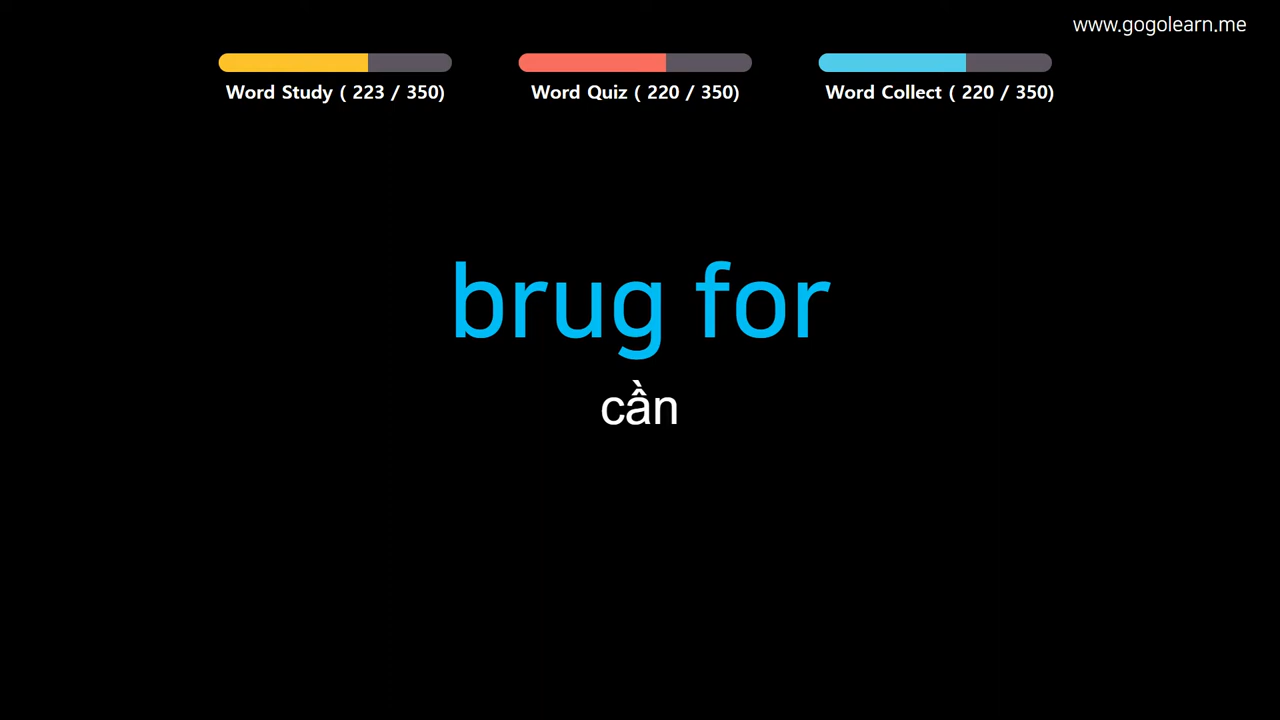 www.gogolearn.me
Word Study ( 223 / 350)
Word Quiz ( 220 / 350)
Word Collect ( 220 / 350)
brug for
cần